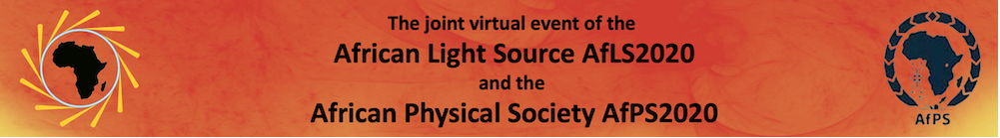 The joint virtual event of the
African Light Source AfLS2020
and the
African Physical Society AfPS2020
AfPS